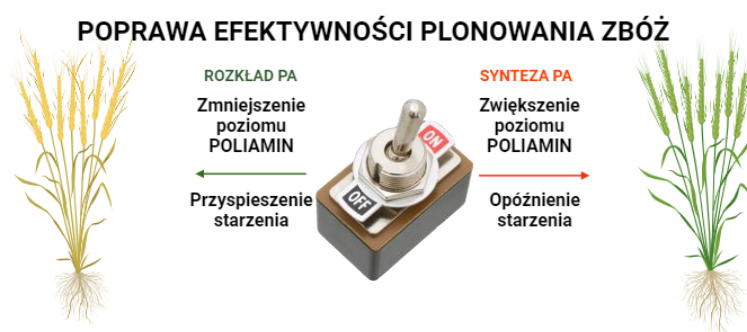 POPRAWA EFEKTYWNOŚCI PLONOWANIA ZBÓŻ
ROZKŁAD PA
Zmniejszenie
poziomu
POLIAMIN
Przyspieszenie
starzenia
ON
OFF
SYNTEZA PA
Zwiększenie
poziomu
POLIAMIN
Opóźnienie
starzenia